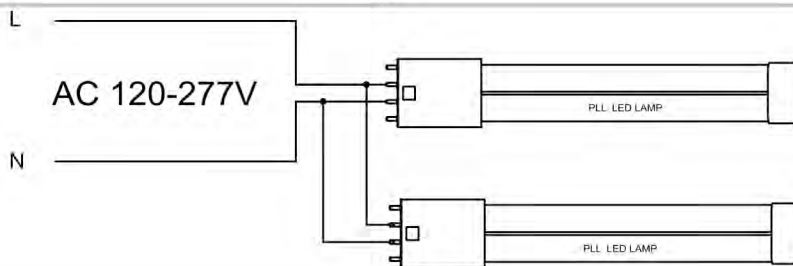 L
AC 120-277V
PLL LED LAMP
N
PLL LED LAMP